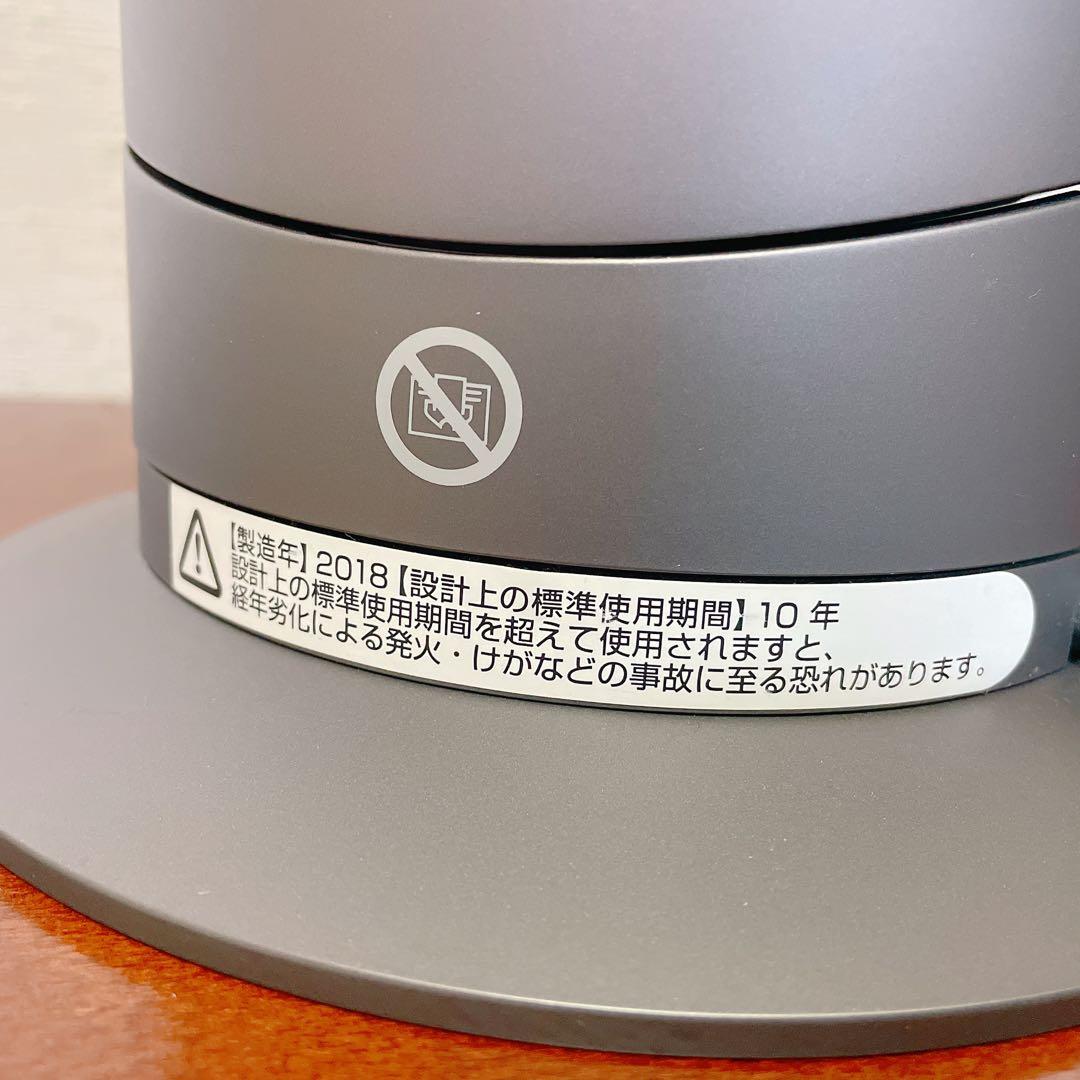 【製造年】2018【設計上の標準使用期間】10 年
設計上の標準使用期間を超えて使用されますと、
経年劣化による発火・けがなどの事故に至る恐れがあります。